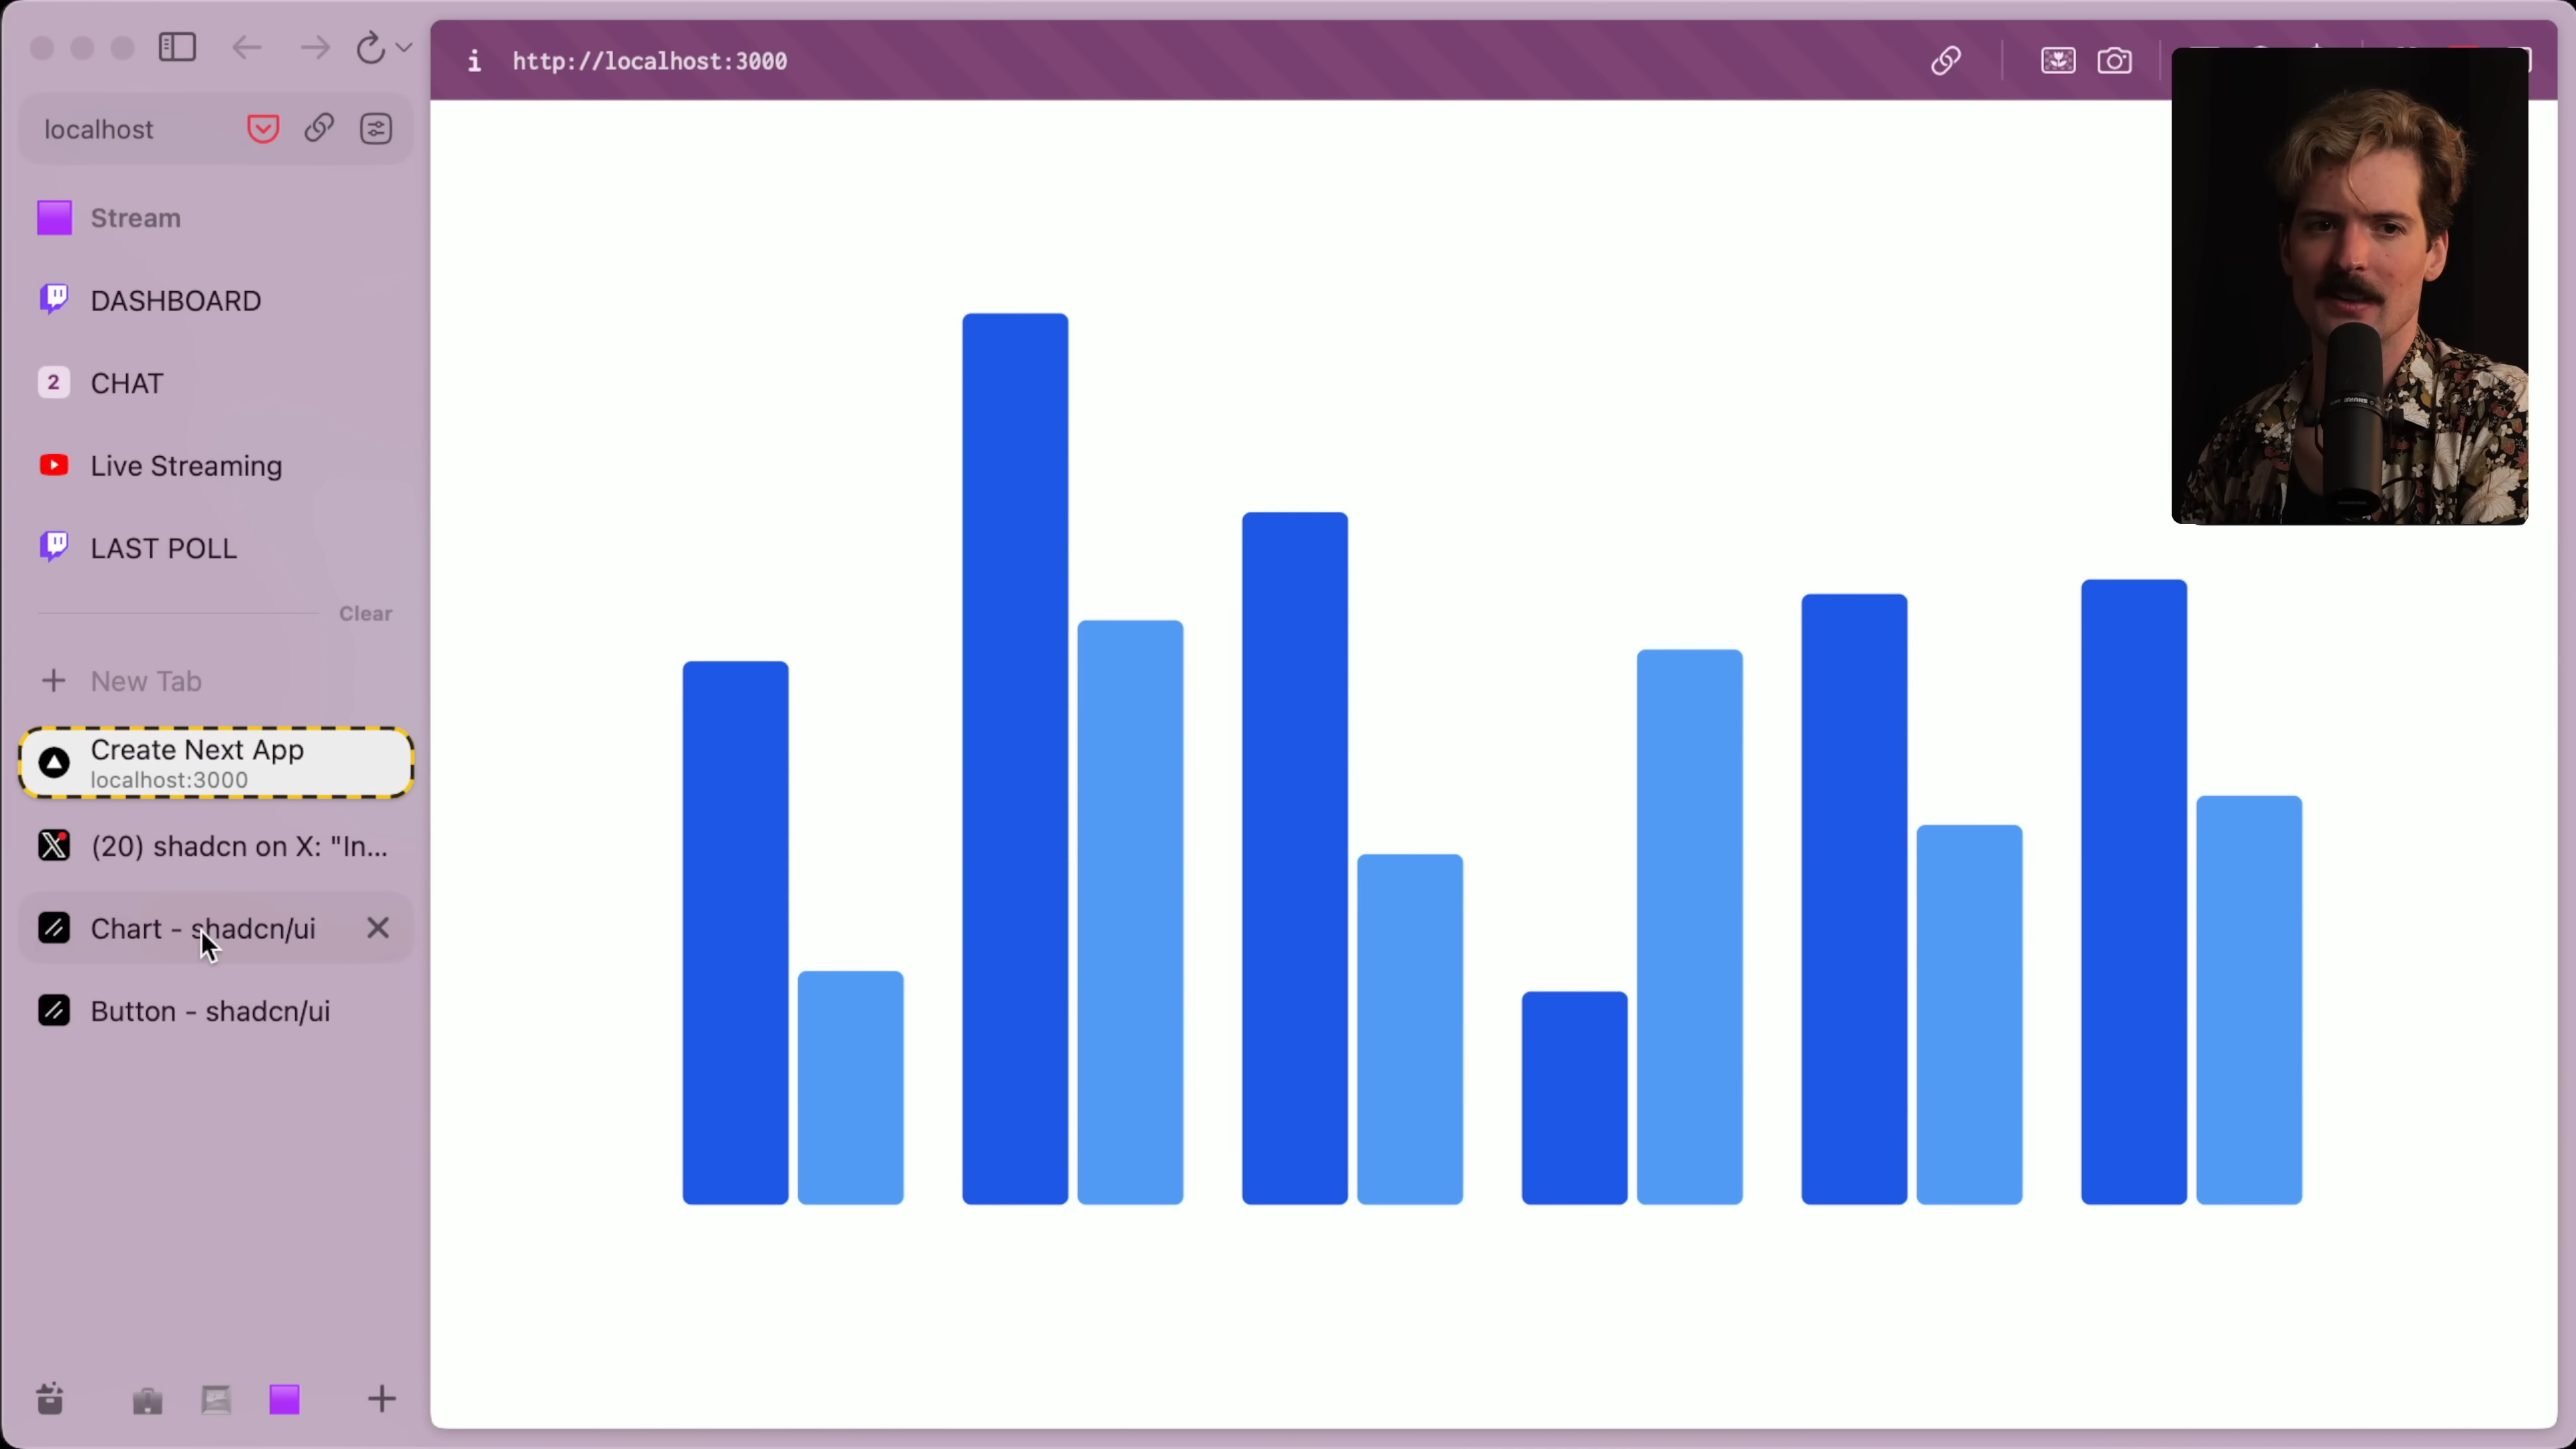 http://localhost:3000
localhost
Stream
DASHBOARD
2
CHAT
Live Streaming
LAST POLL
Clear
New Tab
Create Next App
localhost:3000
(20) shadcn on X: "In...
Chart - shadcn/ui
Button - shadcn/ui